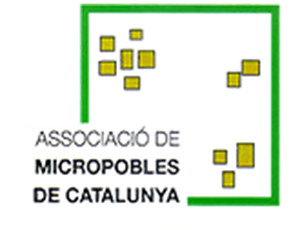 ASSOCIACIÓ DE
MICROPOBLES
DE CATALUNYA